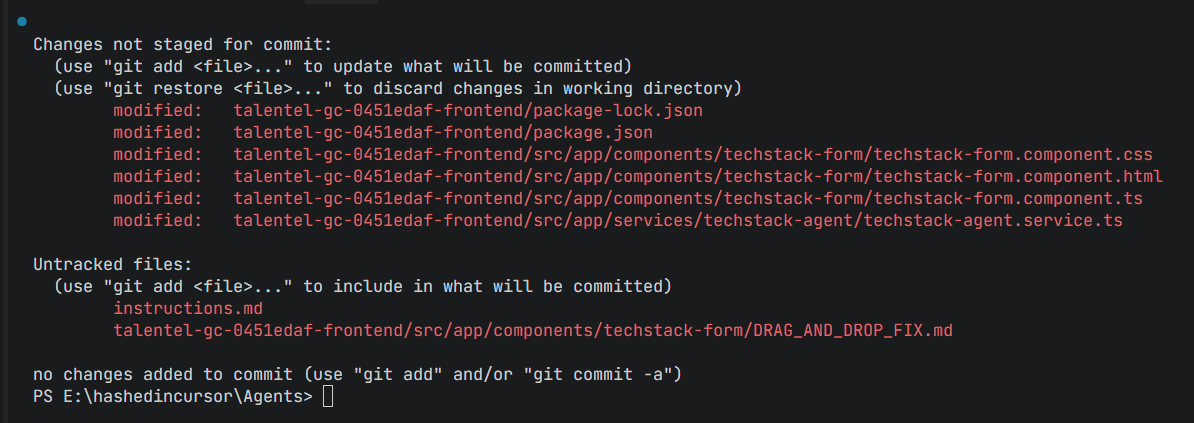 Changes not staged for commit:
  (use "git add <file>..." to update what will be committed)
  (use "git restore <file>..." to discard changes in working directory)
        modified:   talentel-gc-0451edaf-frontend/package-lock.json
        modified:   talentel-gc-0451edaf-frontend/package.json
        modified:   talentel-gc-0451edaf-frontend/src/app/components/techstack-form/techstack-form.component.css
        modified:   talentel-gc-0451edaf-frontend/src/app/components/techstack-form/techstack-form.component.html
        modified:   talentel-gc-0451edaf-frontend/src/app/components/techstack-form/techstack-form.component.ts
        modified:   talentel-gc-0451edaf-frontend/src/app/services/techstack-agent/techstack-agent.service.ts

Untracked files:
  (use "git add <file>..." to include in what will be committed)
        instructions.md
        talentel-gc-0451edaf-frontend/src/app/components/techstack-form/DRAG_AND_DROP_FIX.md

no changes added to commit (use "git add" and/or "git commit -a")
PS E:\hashedincursor\Agents>